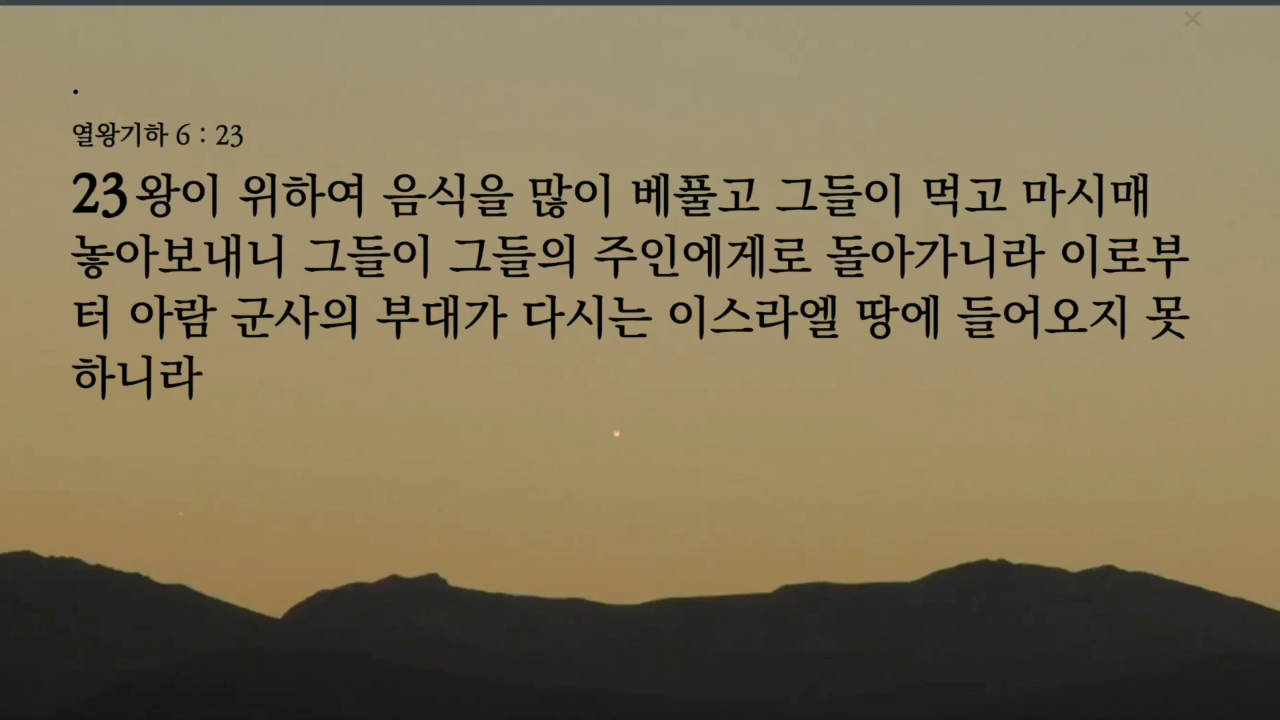 .
열왕기하 6 : 23
23 왕이 위하여 음식을 많이 베풀고 그들이 먹고 마시매
놓아보내니 그들이 그들의 주인에게로 돌아가니라 이로부
터 아람 군사의 부대가 다시는 이스라엘 땅에 들어오지 못
하니라